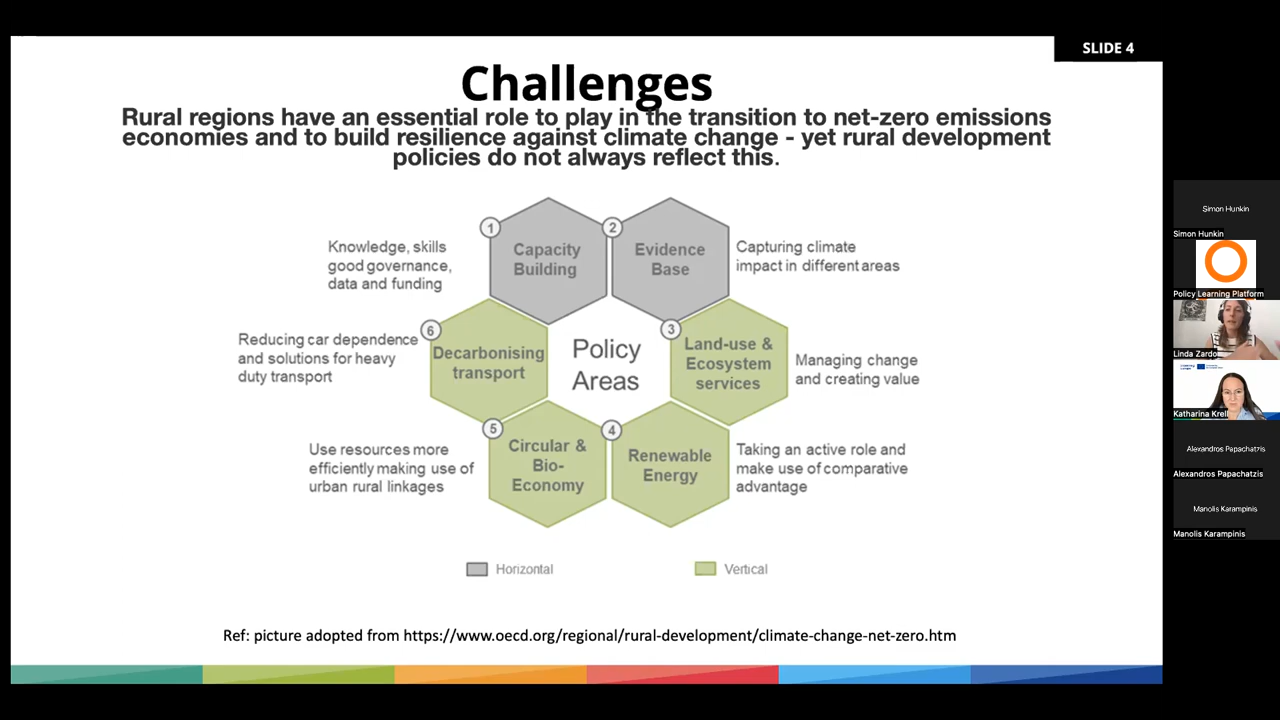 SLIDE 4
Challenges
Rural regions have an essential role to play in the transition to net-zero emissions
economies and to build resilience against climate change - yet rural development
policies do not always reflect this.
1
Capacity
Building
Knowledge, skills
good governance,
data and funding
2
Evidence
Base
Capturing climate
impact in different areas
6
Decarbonising
transport
Reducing car dependence
and solutions for heavy
duty transport
Policy
Areas
3
Land-use &
Ecosystem
services
Managing change
and creating value
5
Circular &
Bio-
Economy
Use resources more
efficiently making use of
urban rural linkages
4
Renewable
Energy
Taking an active role and
make use of comparative
advantage
Horizontal
Vertical
Ref: picture adopted from https://www.oecd.org/regional/rural-development/climate-change-net-zero.htm
Simon Hunkin
Simon Hunkin
Policy Learning Platform
Linda Zardo
Katharina Krell
Alexandros Papachatzis
Alexandros Papachatzis
Manolis Karampinis
Manolis Karampinis